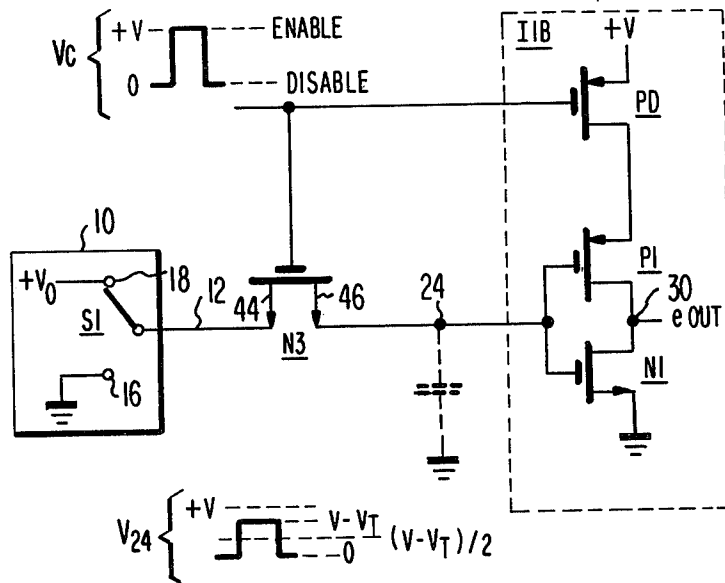 Vc { +V ENABLE
0 DISABLE
IIB
+V
PD
10
+V0
18
S1
16
12
44
46
N3
24
P1
30
e OUT
N1
V24 { +V
V-VT
(V-VT)/2
0